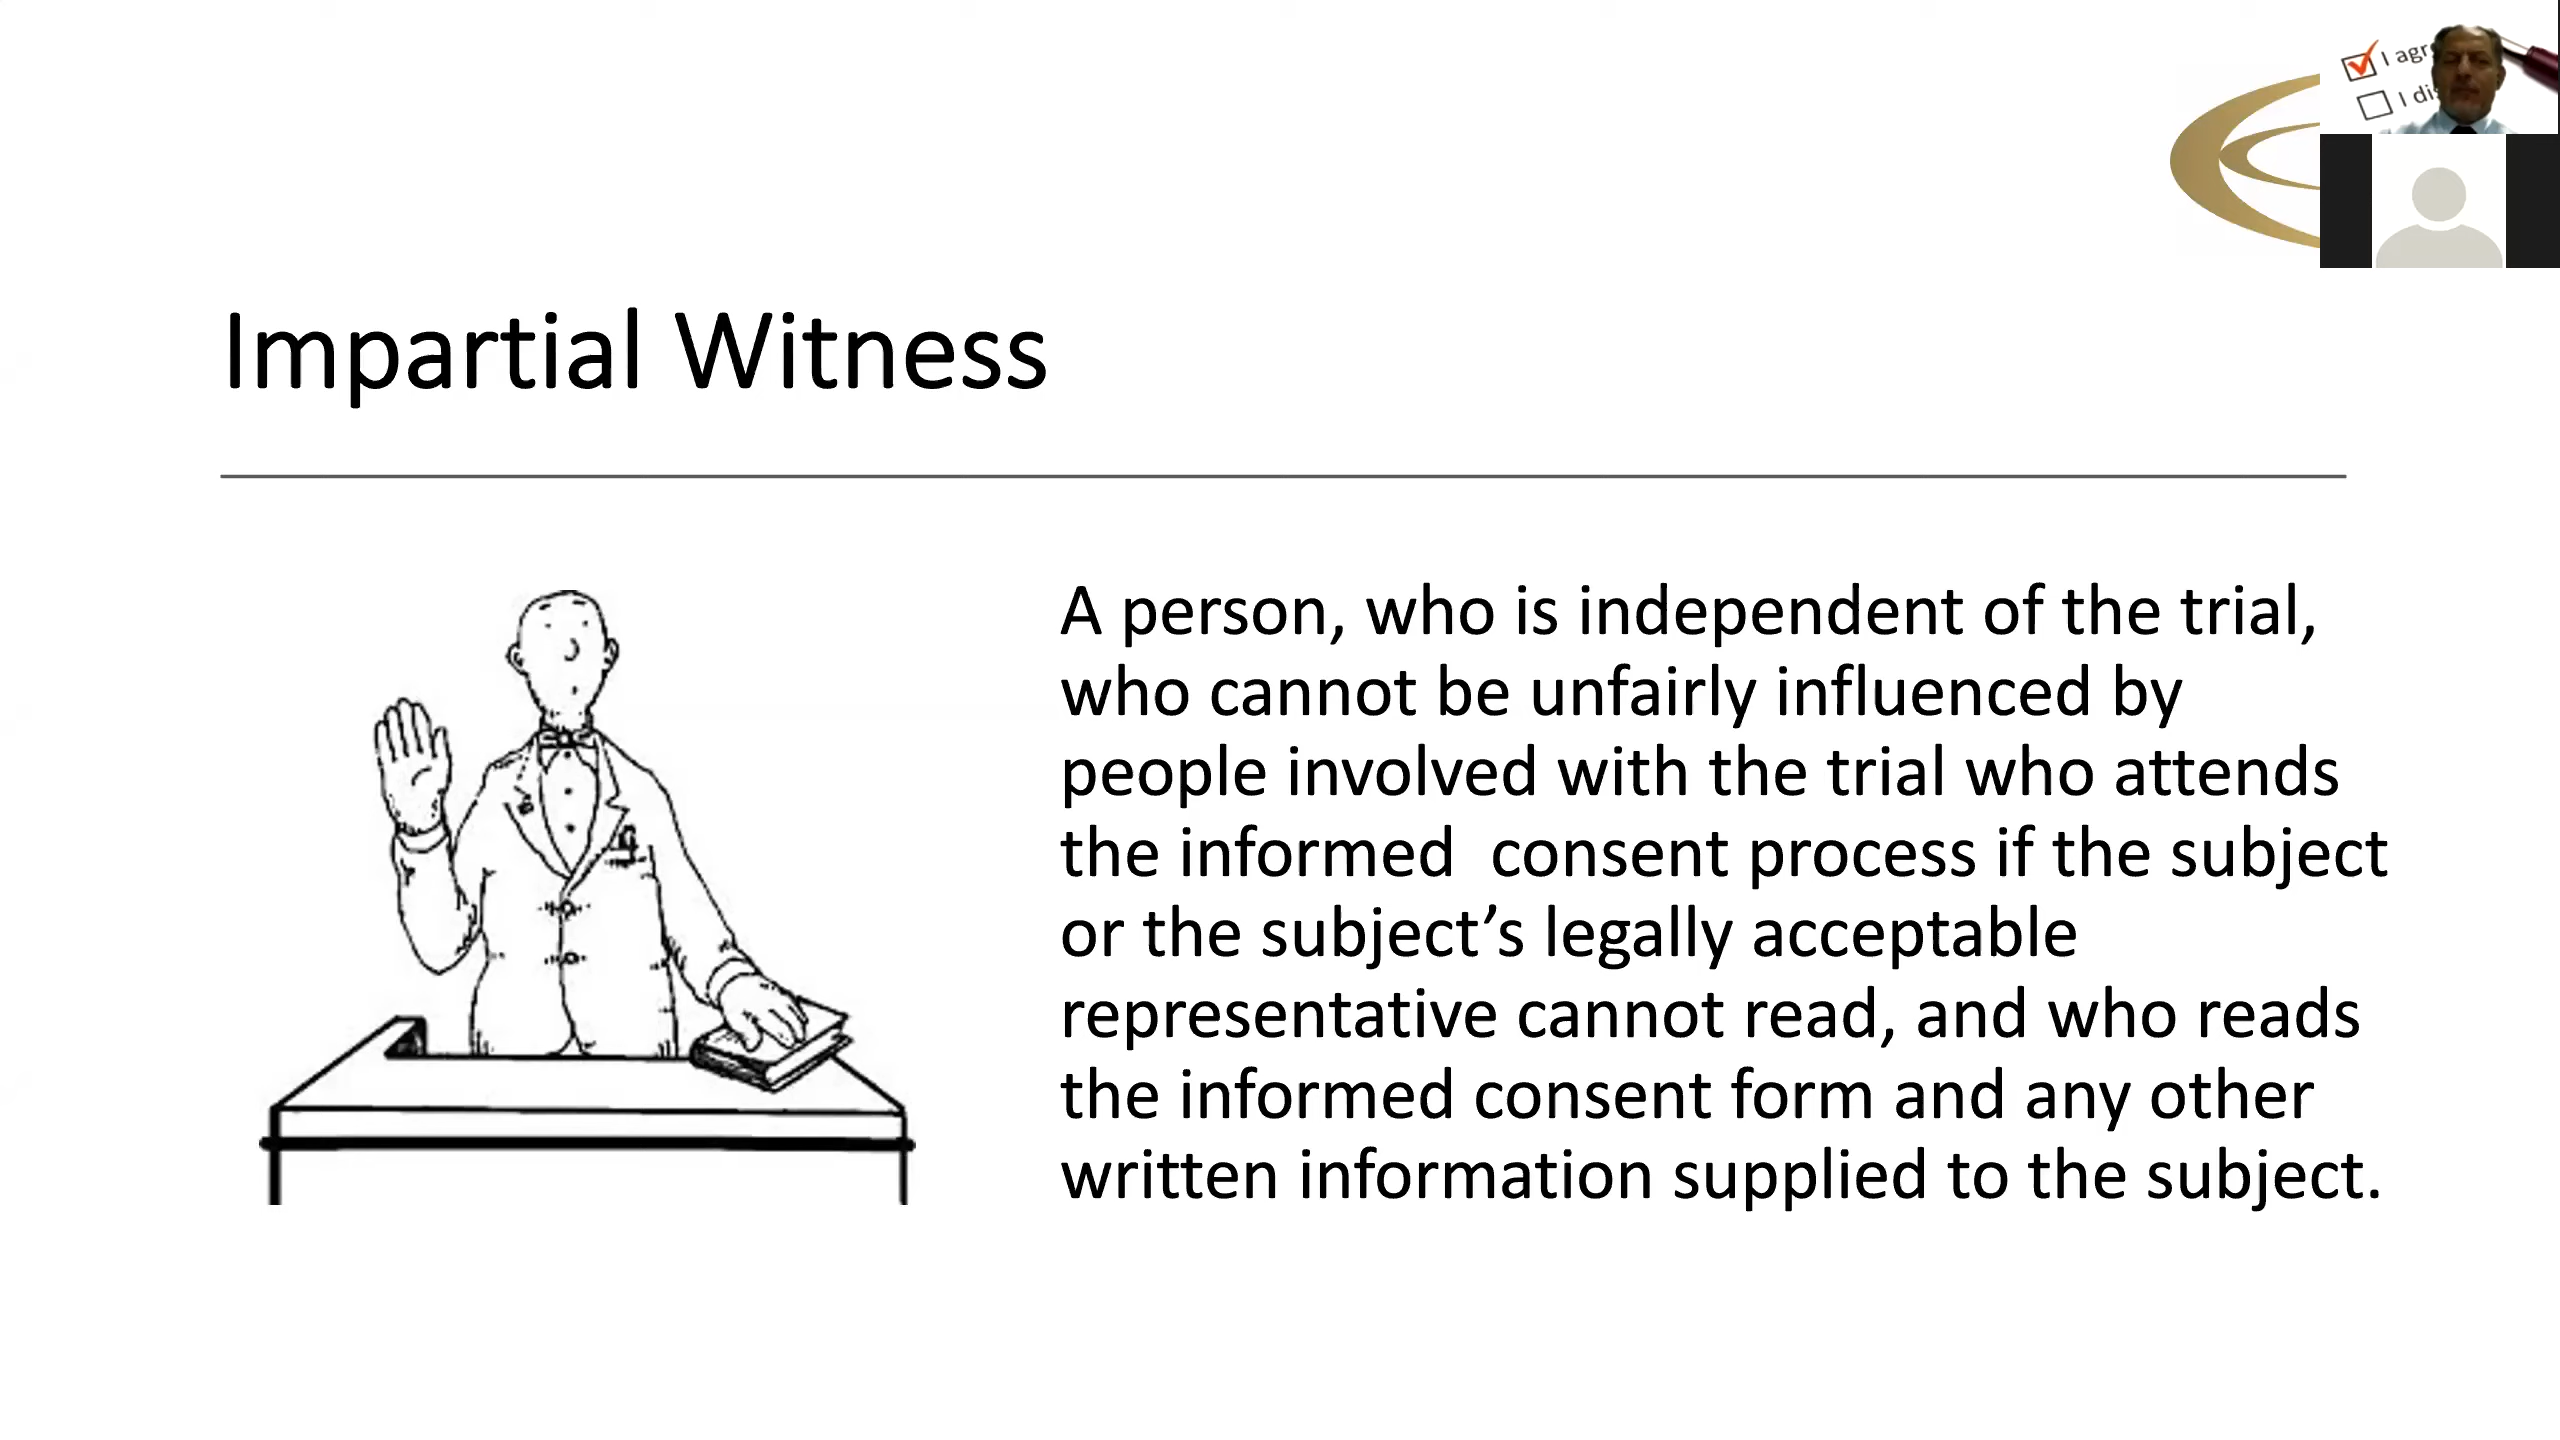 I agr
I di
Impartial Witness
A person, who is independent of the trial,
who cannot be unfairly influenced by
people involved with the trial who attends
the informed  consent process if the subject
or the subject’s legally acceptable
representative cannot read, and who reads
the informed consent form and any other
written information supplied to the subject.